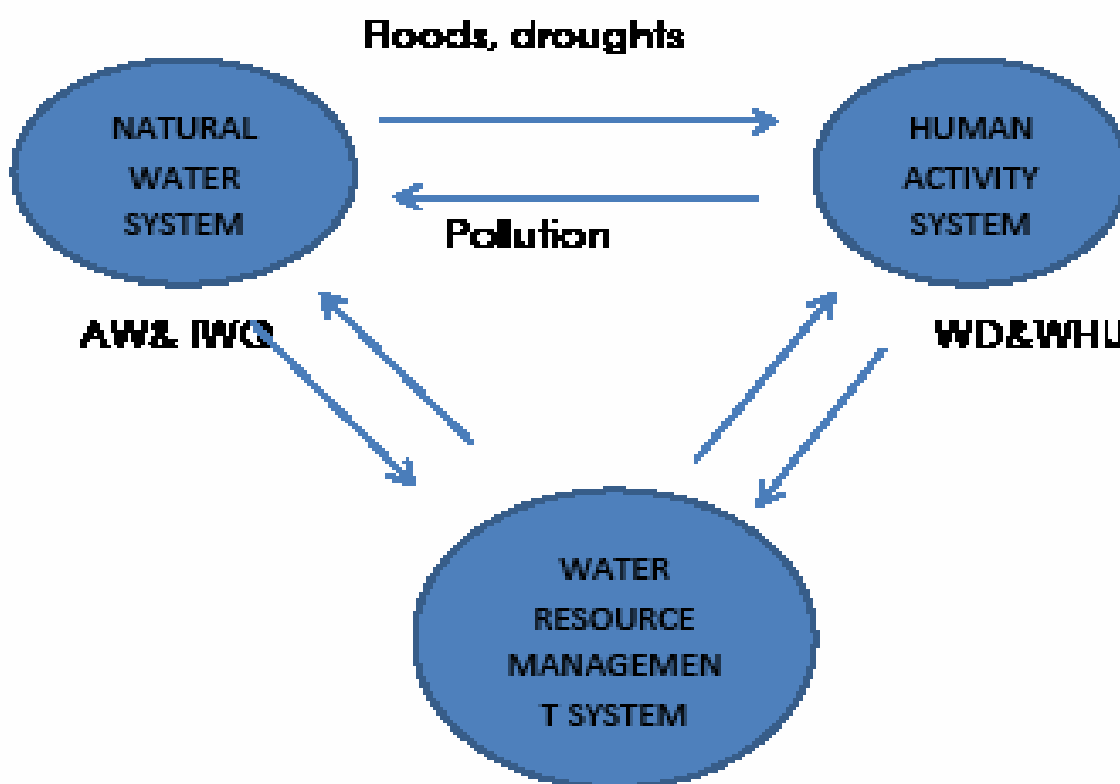 Floods, droughts
NATURAL
WATER
SYSTEM
HUMAN
ACTIVITY
SYSTEM
Pollution
AW& IWQ
WD&WHU
WATER
RESOURCE
MANAGEMEN
T SYSTEM